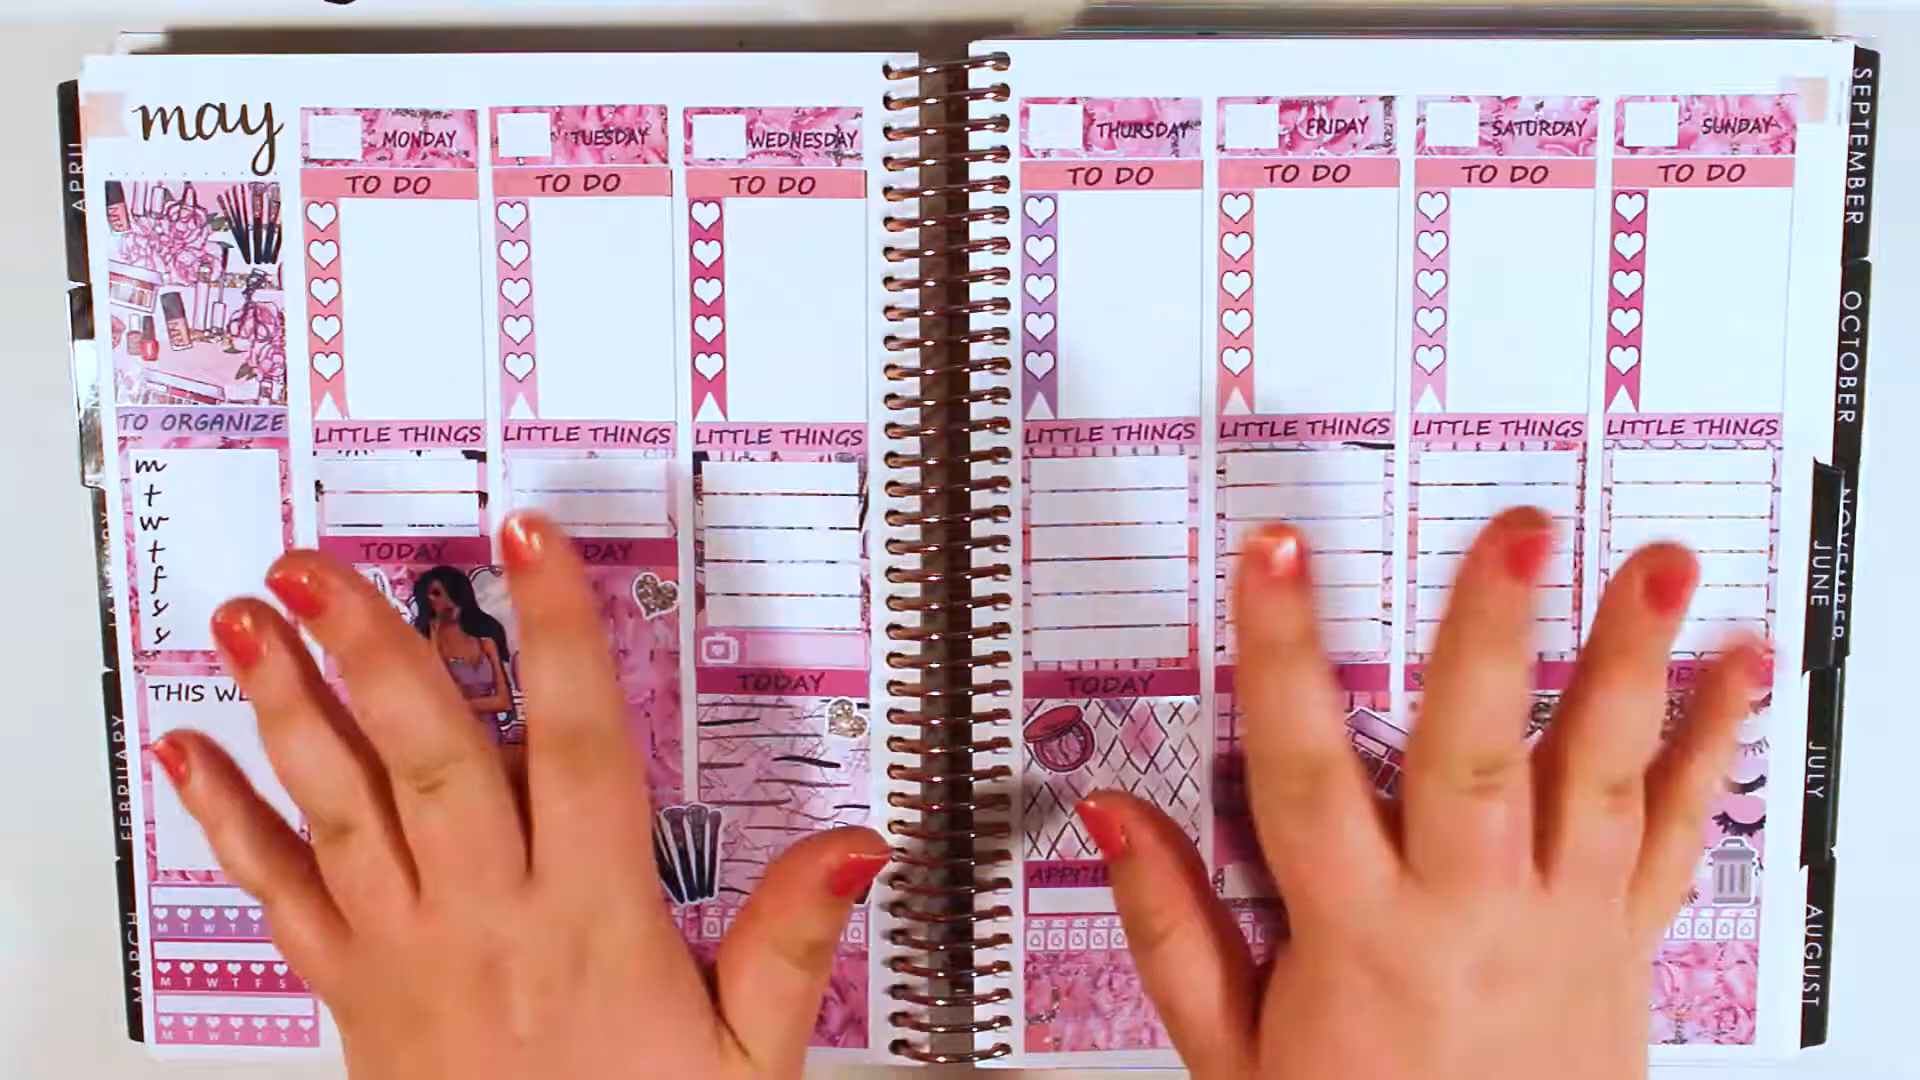 may
MONDAY
TUESDAY
WEDNESDAY
THURSDAY
FRIDAY
SATURDAY
SUNDAY
TO DO
TO DO
TO DO
TO DO
TO DO
TO DO
TO DO
TO ORGANIZE
LITTLE THINGS
LITTLE THINGS
LITTLE THINGS
LITTLE THINGS
LITTLE THINGS
LITTLE THINGS
LITTLE THINGS
m
t
w
t
f
s
s
TODAY
TODAY
TODAY
THIS
M T W T F
M T W T F S S
M T W T F S S
APRIL
FEBRUARY
MARCH
SEPTEMBER
OCTOBER
NOVEMBER
JUNE
JULY
AUGUST